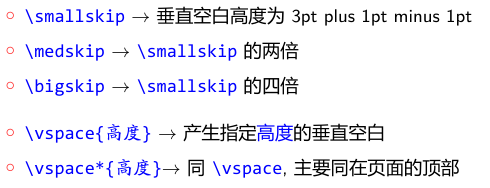 ◦ \smallskip → 垂直空白高度为 3pt plus 1pt minus 1pt
◦ \medskip → \smallskip 的两倍
◦ \bigskip → \smallskip 的四倍
◦ \vspace{高度} → 产生指定高度的垂直空白
◦ \vspace*{高度}→ 同 \vspace, 主要同在页面的顶部